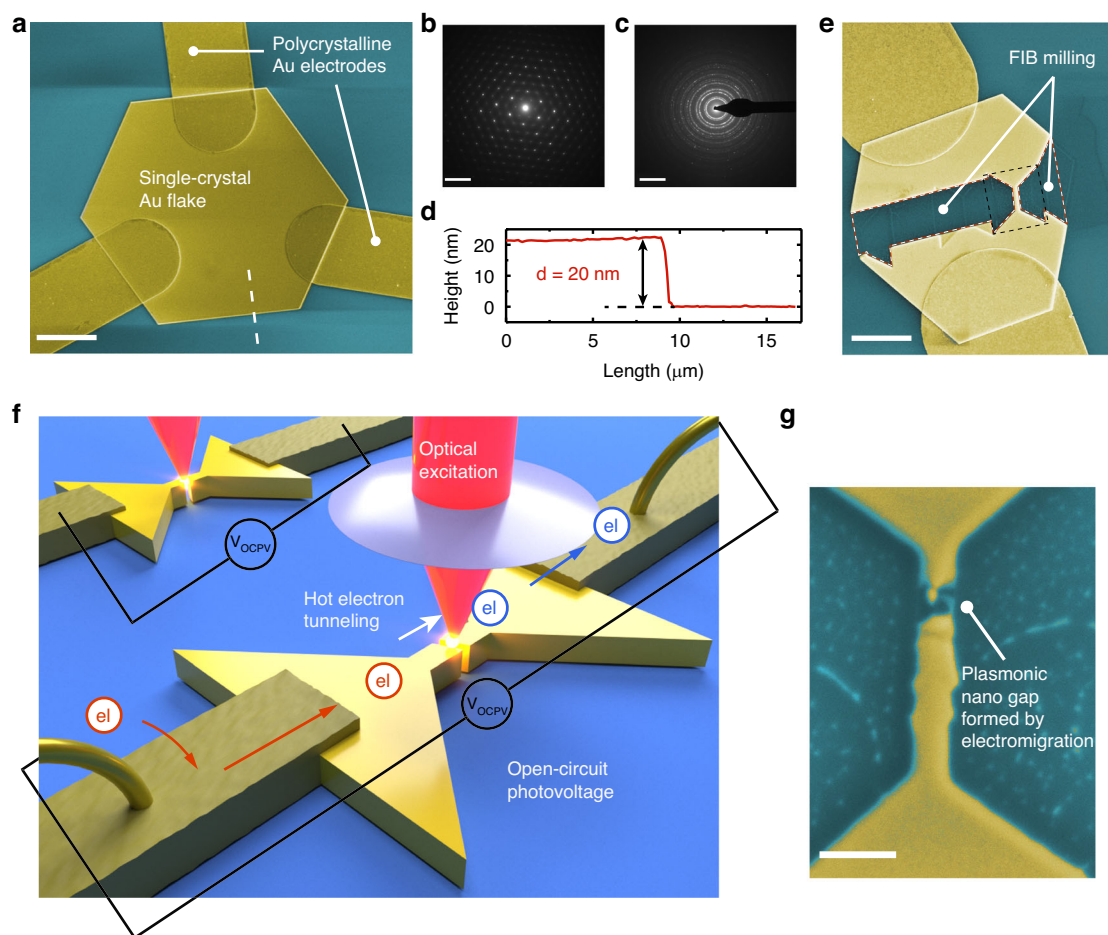 a
Polycrystalline
Au electrodes
Single-crystal
Au flake
b
c
d
Height (nm)
20
10
0
d = 20 nm
0
5
10
15
Length (μm)
e
FIB milling
f
Optical
excitation
el
V_OCPV
Hot electron
tunneling
el
el
el
V_OCPV
Open-circuit
photovoltage
g
Plasmonic
nano gap
formed by
electromigration